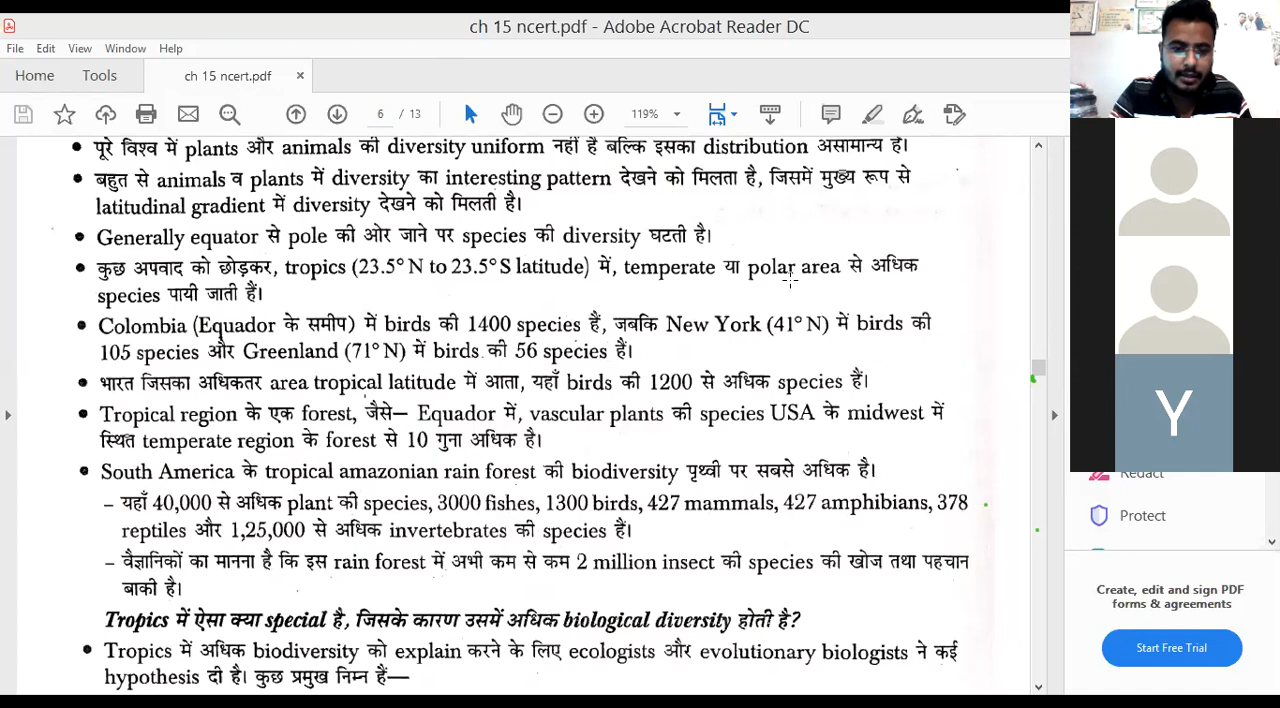 ch 15 ncert.pdf - Adobe Acrobat Reader DC
File Edit View Window Help
Home Tools ch 15 ncert.pdf ×
6 / 13 119%
पूरे विश्व में plants और animals की diversity uniform नहीं है बल्कि इसका distribution असामान्य है।
बहुत से animals व plants में diversity का interesting pattern देखने को मिलता है, जिसमें मुख्य रूप से
latitudinal gradient में diversity देखने को मिलती है।
Generally equator से pole की ओर जाने पर species की diversity घटती है।
कुछ अपवाद को छोड़कर, tropics (23.5° N to 23.5° S latitude) में, temperate या polar area से अधिक
species पायी जाती हैं।
Colombia (Equador के समीप) में birds की 1400 species हैं, जबकि New York (41° N) में birds की
105 species और Greenland (71° N) में birds की 56 species हैं।
भारत जिसका अधिकतर area tropical latitude में आता, यहाँ birds की 1200 से अधिक species हैं।
Tropical region के एक forest, जैसे— Equador में, vascular plants की species USA के midwest में
स्थित temperate region के forest से 10 गुना अधिक है।
South America के tropical amazonian rain forest की biodiversity पृथ्वी पर सबसे अधिक है।
– यहाँ 40,000 से अधिक plant की species, 3000 fishes, 1300 birds, 427 mammals, 427 amphibians, 378
reptiles और 1,25,000 से अधिक invertebrates की species हैं।
– वैज्ञानिकों का मानना है कि इस rain forest में अभी कम से कम 2 million insect की species की खोज तथा पहचान
बाकी है।
Tropics में ऐसा क्या special है, जिसके कारण उसमें अधिक biological diversity होती है?
Tropics में अधिक biodiversity को explain करने के लिए ecologists और evolutionary biologists ने कई
hypothesis दी है। कुछ प्रमुख निम्न हैं—
Y
Redact
Protect
Create, edit and sign PDF
forms & agreements
Start Free Trial